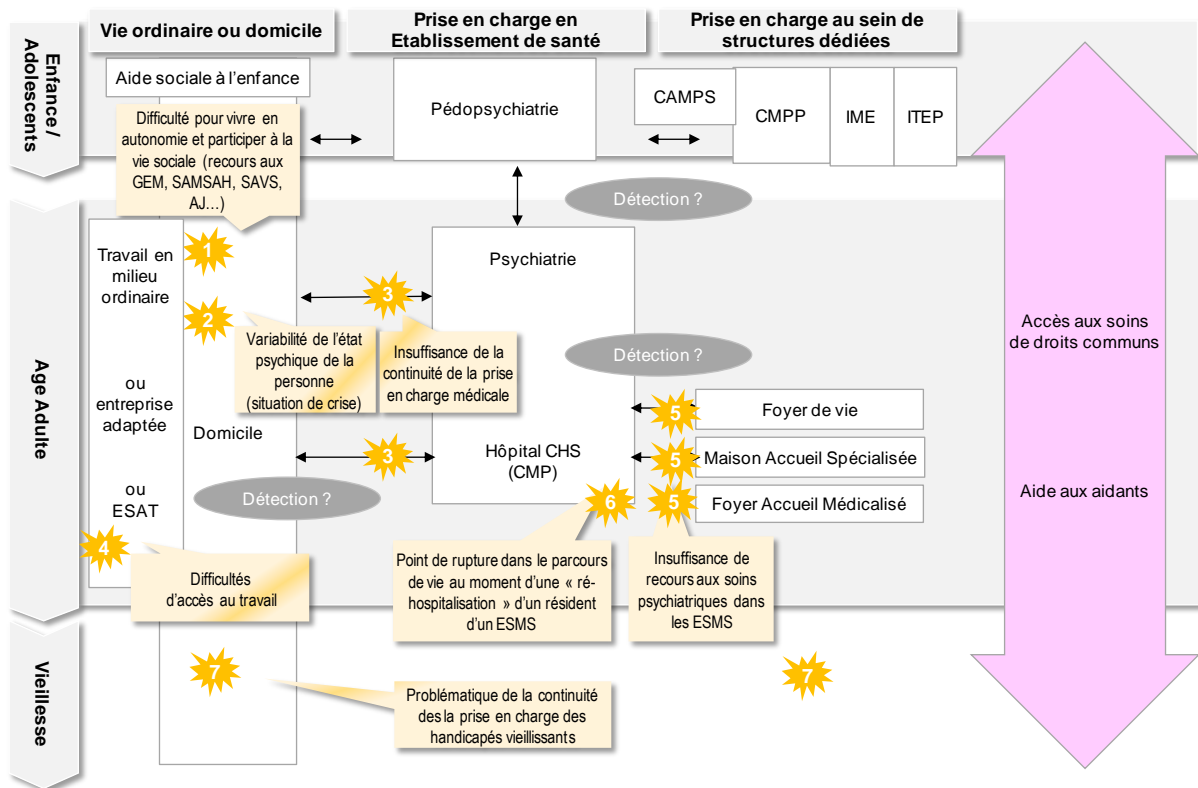 Vie ordinaire ou domicile
Prise en charge en
Etablissement de santé
Prise en charge au sein de
structures dédiées
Enfance/
Adolescents
Aide sociale à l'enfance
Pédopsychiatrie
CAMPS
CMPP
IME
ITEP
Difficulté pour vivre en
autonomie et participer à la
vie sociale (recours aux
GEM, SAMSAH, SAVS,
AJ…)
Détection ?
Age Adulte
Travail en
milieu
ordinaire
1
2
Psychiatrie
3
Variabilité de l'état
psychique de la
personne
(situation de crise)
Insuffisance de la
continuité de la prise
en charge médicale
Détection ?
Accès aux soins
de droits communs
ou
entreprise
adaptée
Domicile
5
Foyer de vie
3
Hôpital CHS
(CMP)
5
Maison Accueil Spécialisée
ou
ESAT
Détection ?
6
5
Foyer Accueil Médicalisé
Aide aux aidants
4
Difficultés
d'accès au travail
Point de rupture dans le parcours
de vie au moment d'une « ré-
hospitalisation » d'un résident
d'un ESMS
Insuffisance de
recours aux soins
psychiatriques dans
les ESMS
Vieillesse
7
7
Problématique de la continuité
des la prise en charge des
handicapés vieillissants